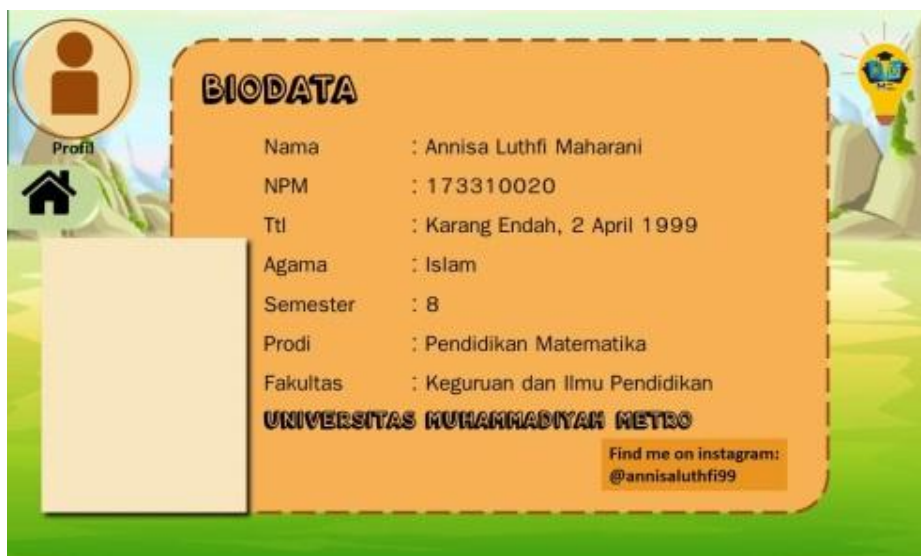 BIODATA
Profil
Nama : Annisa Luthfi Maharani
NPM : 173310020
Ttl : Karang Endah, 2 April 1999
Agama : Islam
Semester : 8
Prodi : Pendidikan Matematika
Fakultas : Keguruan dan Ilmu Pendidikan
UNIVERSITAS MUHAMMADIYAH METRO
Find me on instagram:
@annisaluthfi99